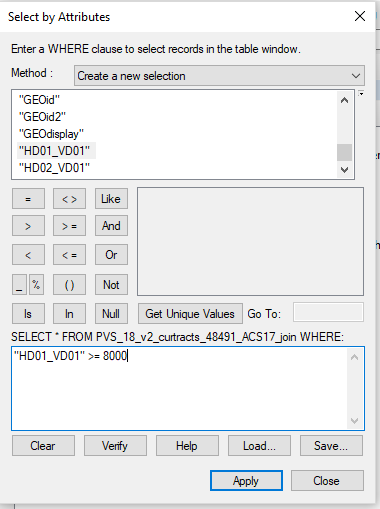 Select by Attributes
Enter a WHERE clause to select records in the table window.
Method : Create a new selection
"GEOid"
"GEOid2"
"GEOdisplay"
"HD01_VD01"
"HD02_VD01"
= < > Like
> > = And
< < = Or
_ % ( ) Not
Is In Null Get Unique Values Go To:
SELECT * FROM PVS_18_v2_curtracts_48491_ACS17_join WHERE:
"HD01_VD01" >= 8000
Clear Verify Help Load... Save...
Apply Close